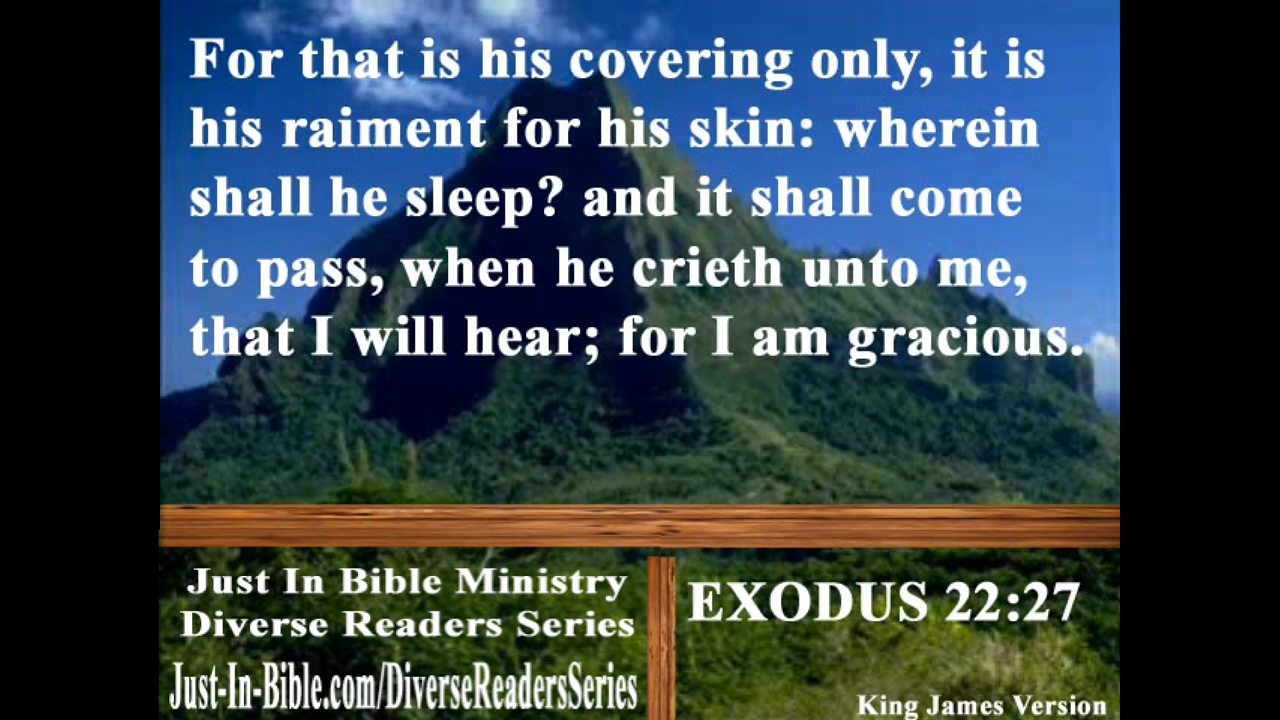 For that is his covering only, it is
his raiment for his skin: wherein
shall he sleep? and it shall come
to pass, when he crieth unto me,
that I will hear; for I am gracious.
Just In Bible Ministry
Diverse Readers Series
Just-In-Bible.com/DiverseReadersSeries
EXODUS 22:27
King James Version